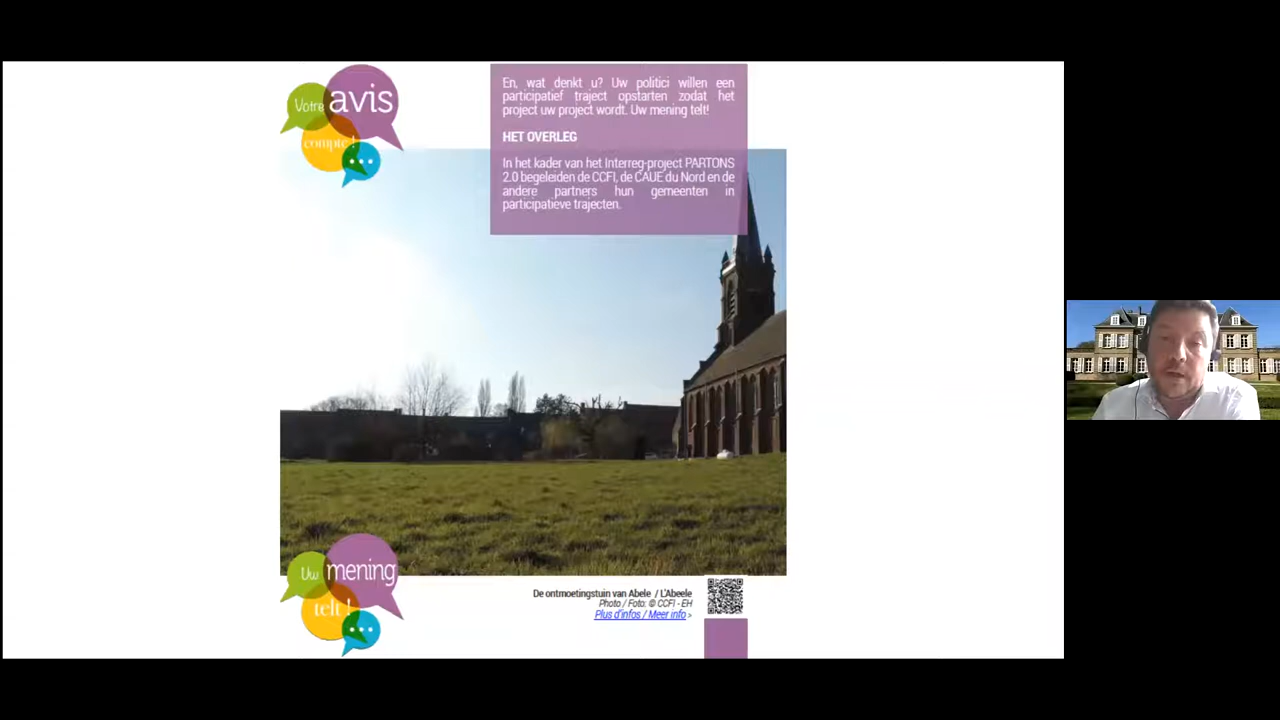 Votre avis
compte !
En, wat denkt u? Uw politici willen een
participatief traject opstarten zodat het
project uw project wordt. Uw mening telt!
HET OVERLEG
In het kader van het Interreg-project PARTONS
2.0 begeleiden de CCFI, de CAUE du Nord en de
andere partners hun gemeenten in
participatieve trajecten.
Uw mening
telt !
De ontmoetingstuin van Abele / L'Abeele
Photo / Foto: © CCFI - EH
Plus d'infos / Meer info >